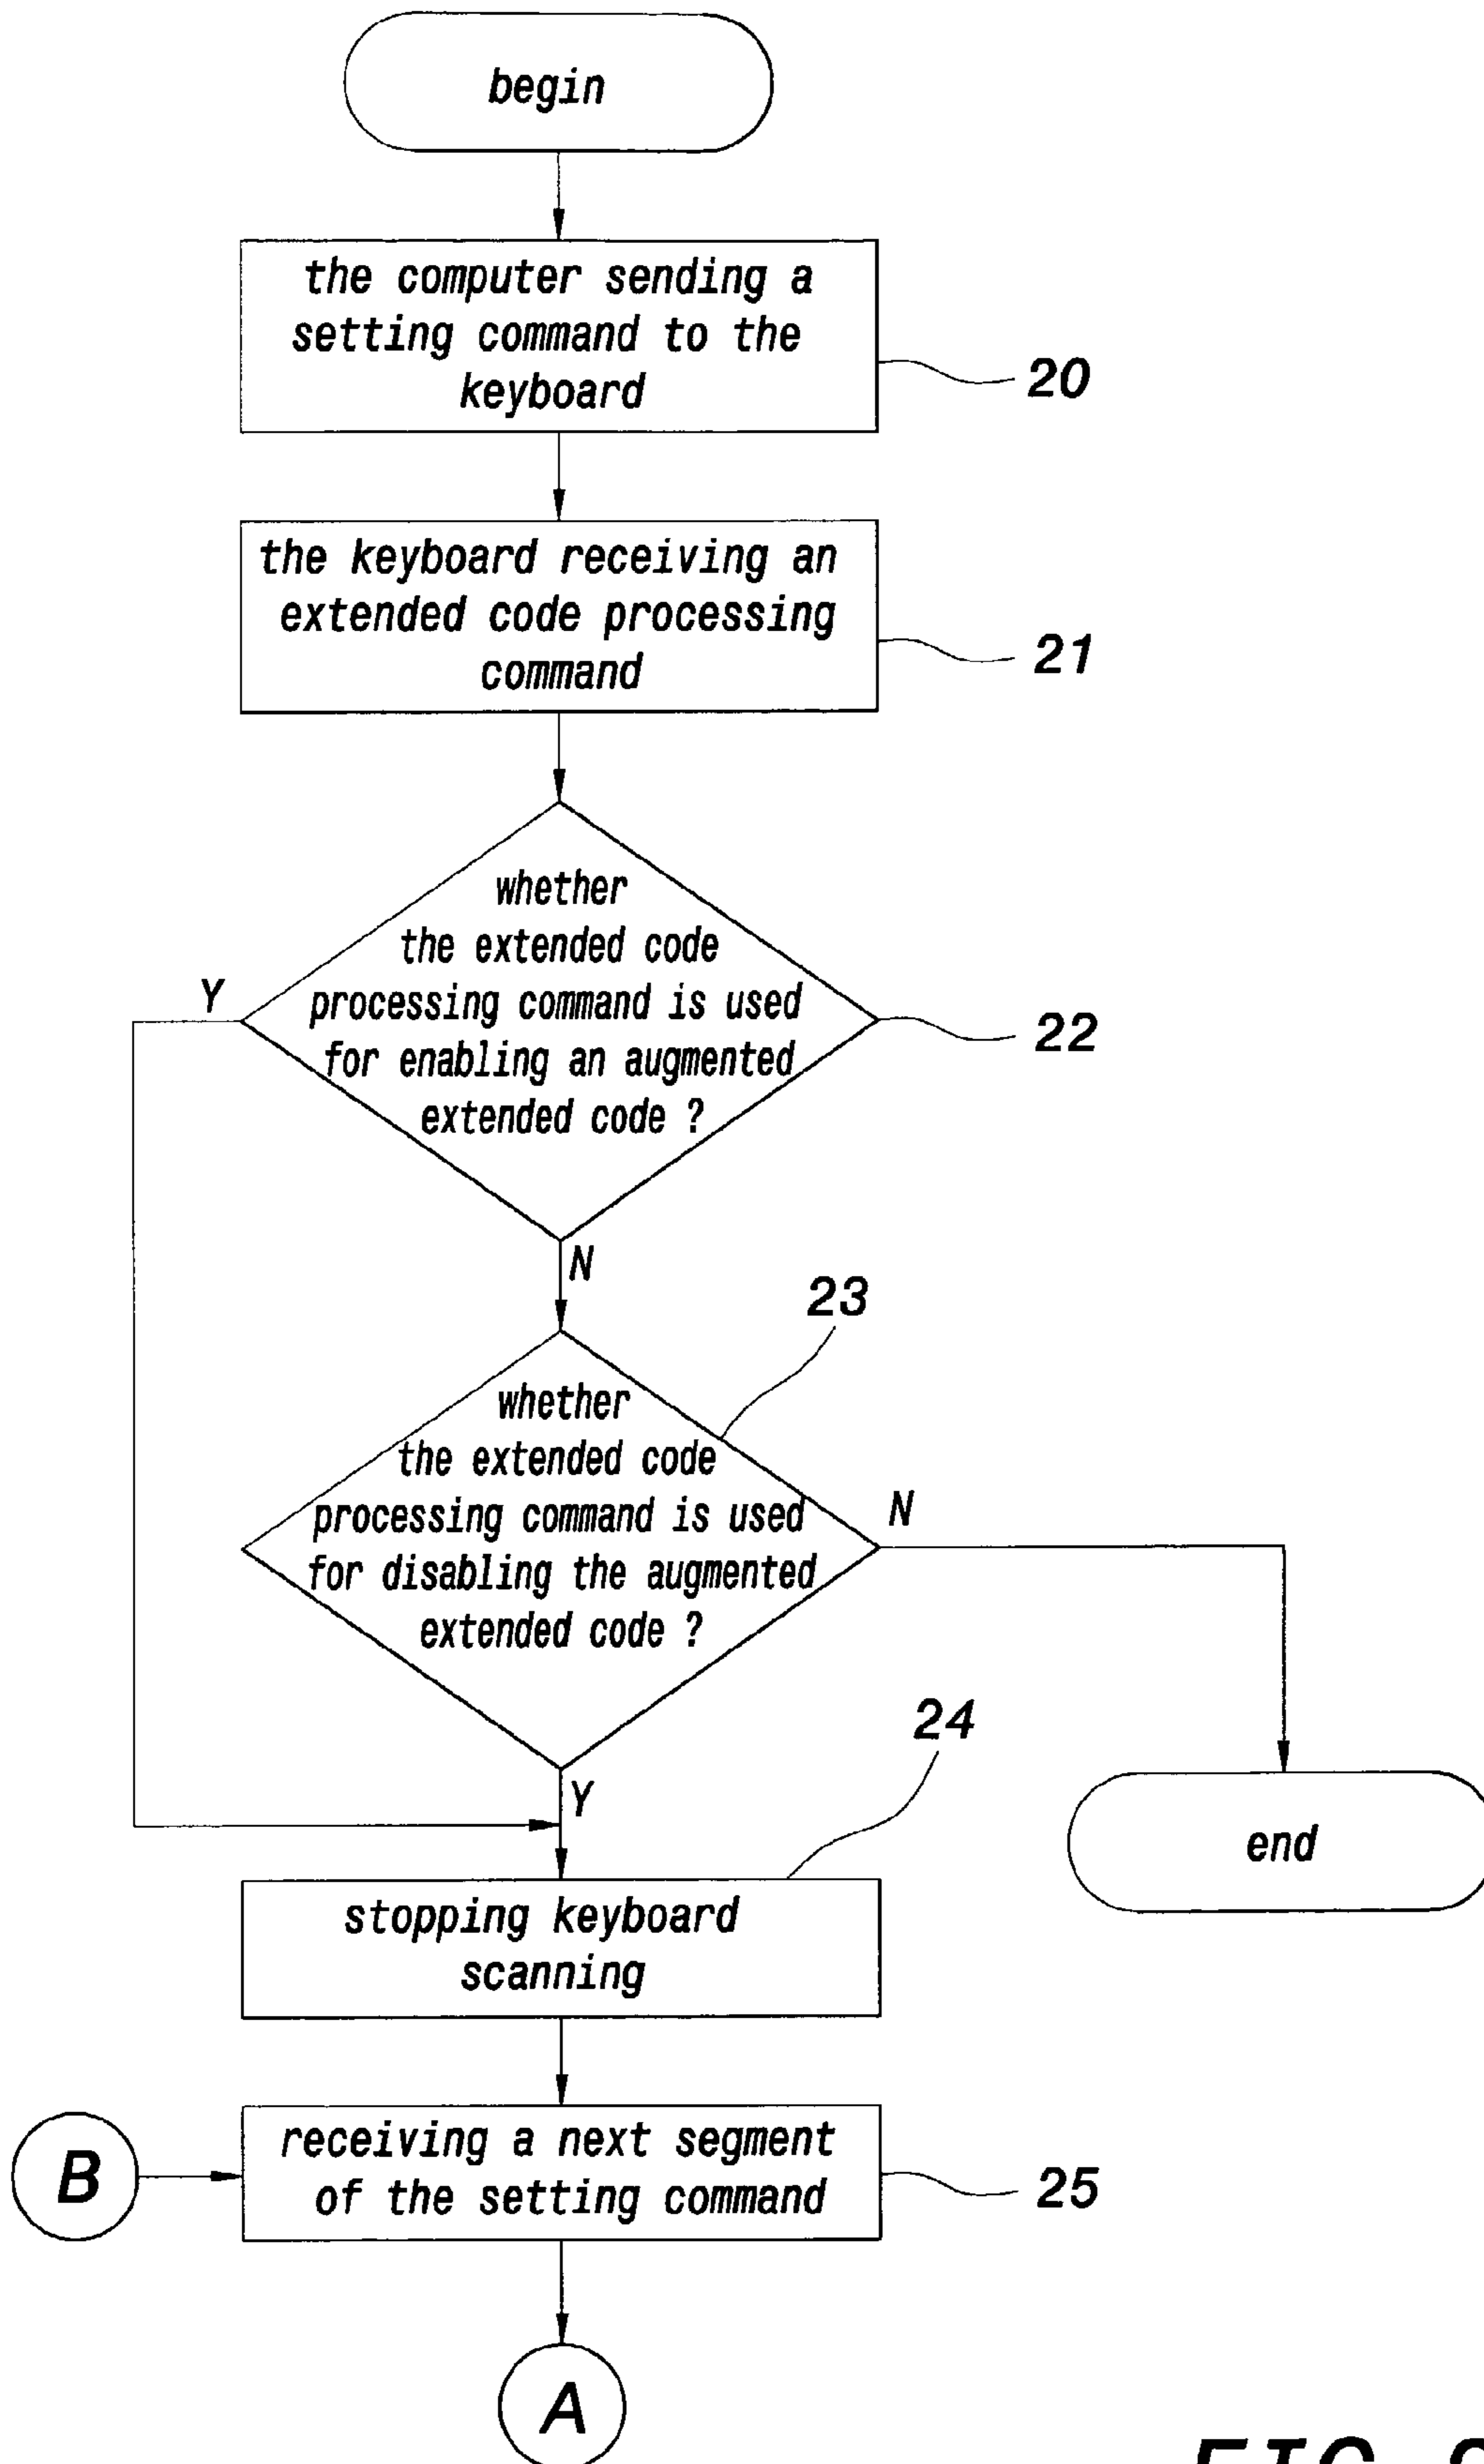 begin
the computer sending a
setting command to the
keyboard
20
the keyboard receiving an
extended code processing
command
21
whether
the extended code
processing command is used
for enabling an augmented
extended code ?
Y
22
N
23
whether
the extended code
processing command is used
for disabling the augmented
extended code ?
N
Y
24
end
stopping keyboard
scanning
B
receiving a next segment
of the setting command
25
A